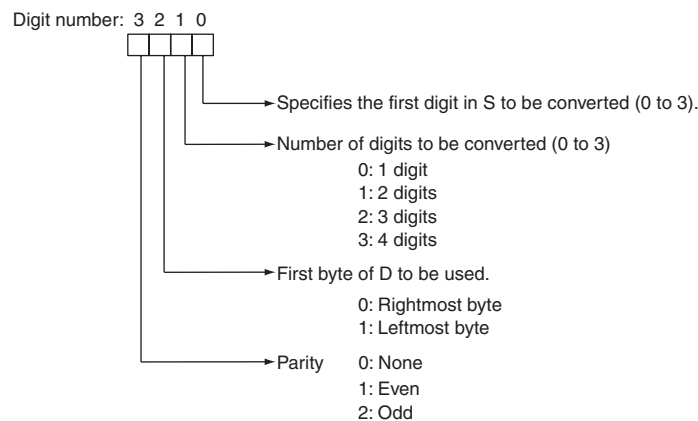 Digit number: 3 2 1 0
Specifies the first digit in S to be converted (0 to 3).
Number of digits to be converted (0 to 3)
0: 1 digit
1: 2 digits
2: 3 digits
3: 4 digits
First byte of D to be used.
0: Rightmost byte
1: Leftmost byte
Parity 0: None
1: Even
2: Odd